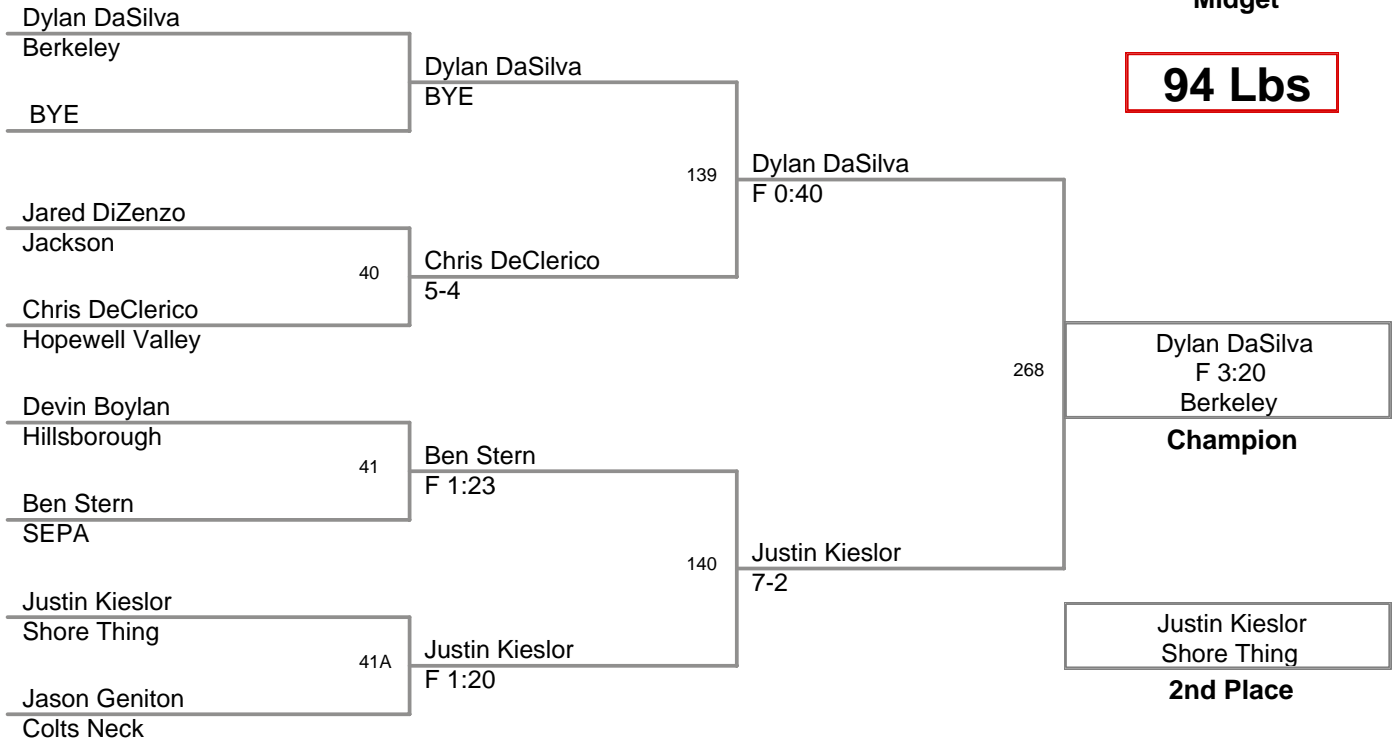 Midget
94 Lbs
Dylan DaSilva
Berkeley
BYE
Jared DiZenzo
Jackson
Chris DeClerico
Hopewell Valley
Devin Boylan
Hillsborough
Ben Stern
SEPA
Justin Kieslor
Shore Thing
Jason Geniton
Colts Neck
40
41
41A
Dylan DaSilva
BYE
Chris DeClerico
5-4
Ben Stern
F 1:23
Justin Kieslor
F 1:20
139
140
Dylan DaSilva
F 0:40
Justin Kieslor
7-2
268
Dylan DaSilva
F 3:20
Berkeley
Champion
Justin Kieslor
Shore Thing
2nd Place